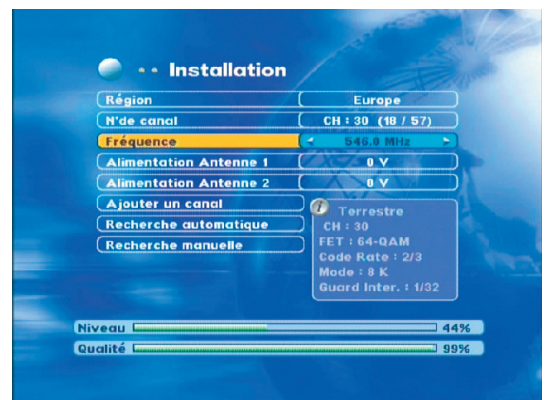 Installation
Région Europe
N°de canal CH : 30 (18 / 57)
Fréquence 546.0 MHz
Alimentation Antenne 1 0 V
Alimentation Antenne 2 0 V
Ajouter un canal
Recherche automatique
Recherche manuelle
Terrestre
CH : 30
FET : 64-QAM
Code Rate : 2/3
Mode : 8 K
Guard Inter. : 1/32
Niveau 44%
Qualité 99%